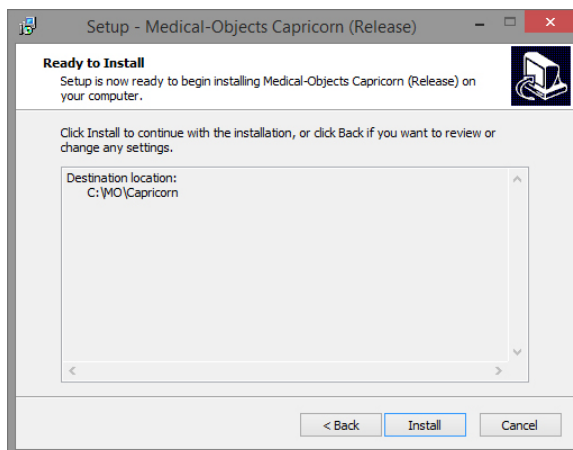 Setup - Medical-Objects Capricorn (Release)
Ready to Install
Setup is now ready to begin installing Medical-Objects Capricorn (Release) on
your computer.
Click Install to continue with the installation, or click Back if you want to review or
change any settings.
Destination location:
C:\MO\Capricorn
< Back
Install
Cancel